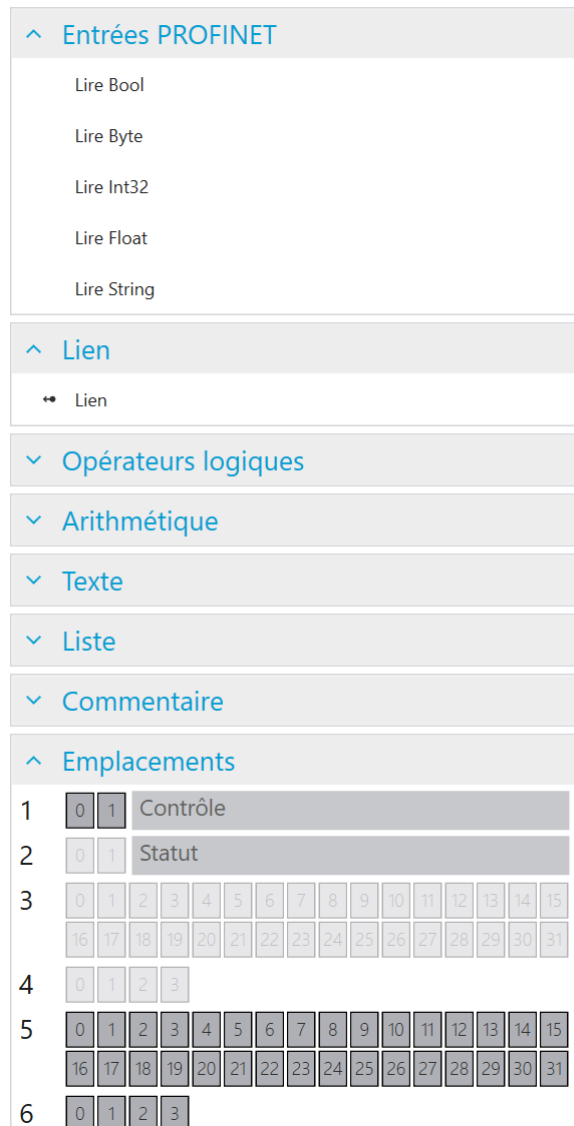 Entrées PROFINET
Lire Bool
Lire Byte
Lire Int32
Lire Float
Lire String
Lien
Lien
Opérateurs logiques
Arithmétique
Texte
Liste
Commentaire
Emplacements
1 0 1 Contrôle
2 0 1 Statut
3 0 1 2 3 4 5 6 7 8 9 10 11 12 13 14 15
16 17 18 19 20 21 22 23 24 25 26 27 28 29 30 31
4 0 1 2 3
5 0 1 2 3 4 5 6 7 8 9 10 11 12 13 14 15
16 17 18 19 20 21 22 23 24 25 26 27 28 29 30 31
6 0 1 2 3